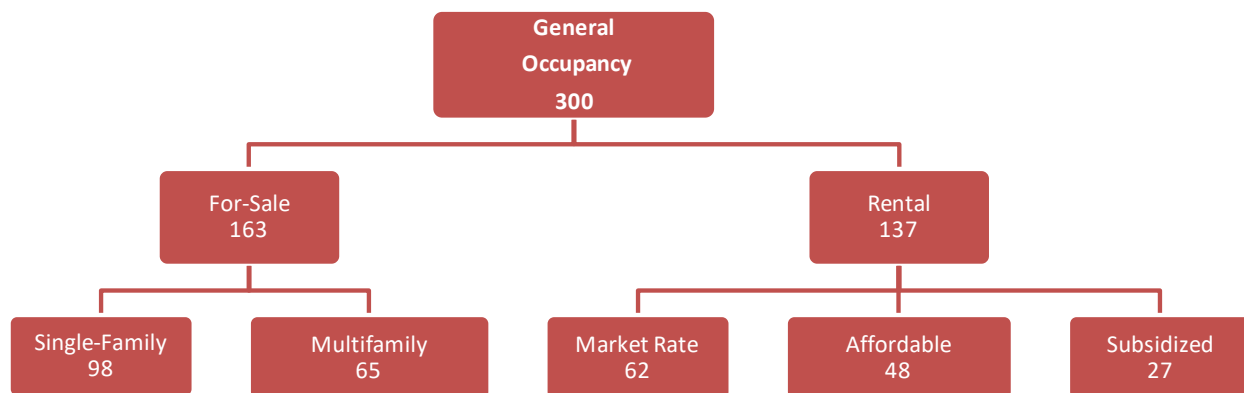 General
Occupancy
300
For-Sale
163
Rental
137
Single-Family
98
Multifamily
65
Market Rate
62
Affordable
48
Subsidized
27